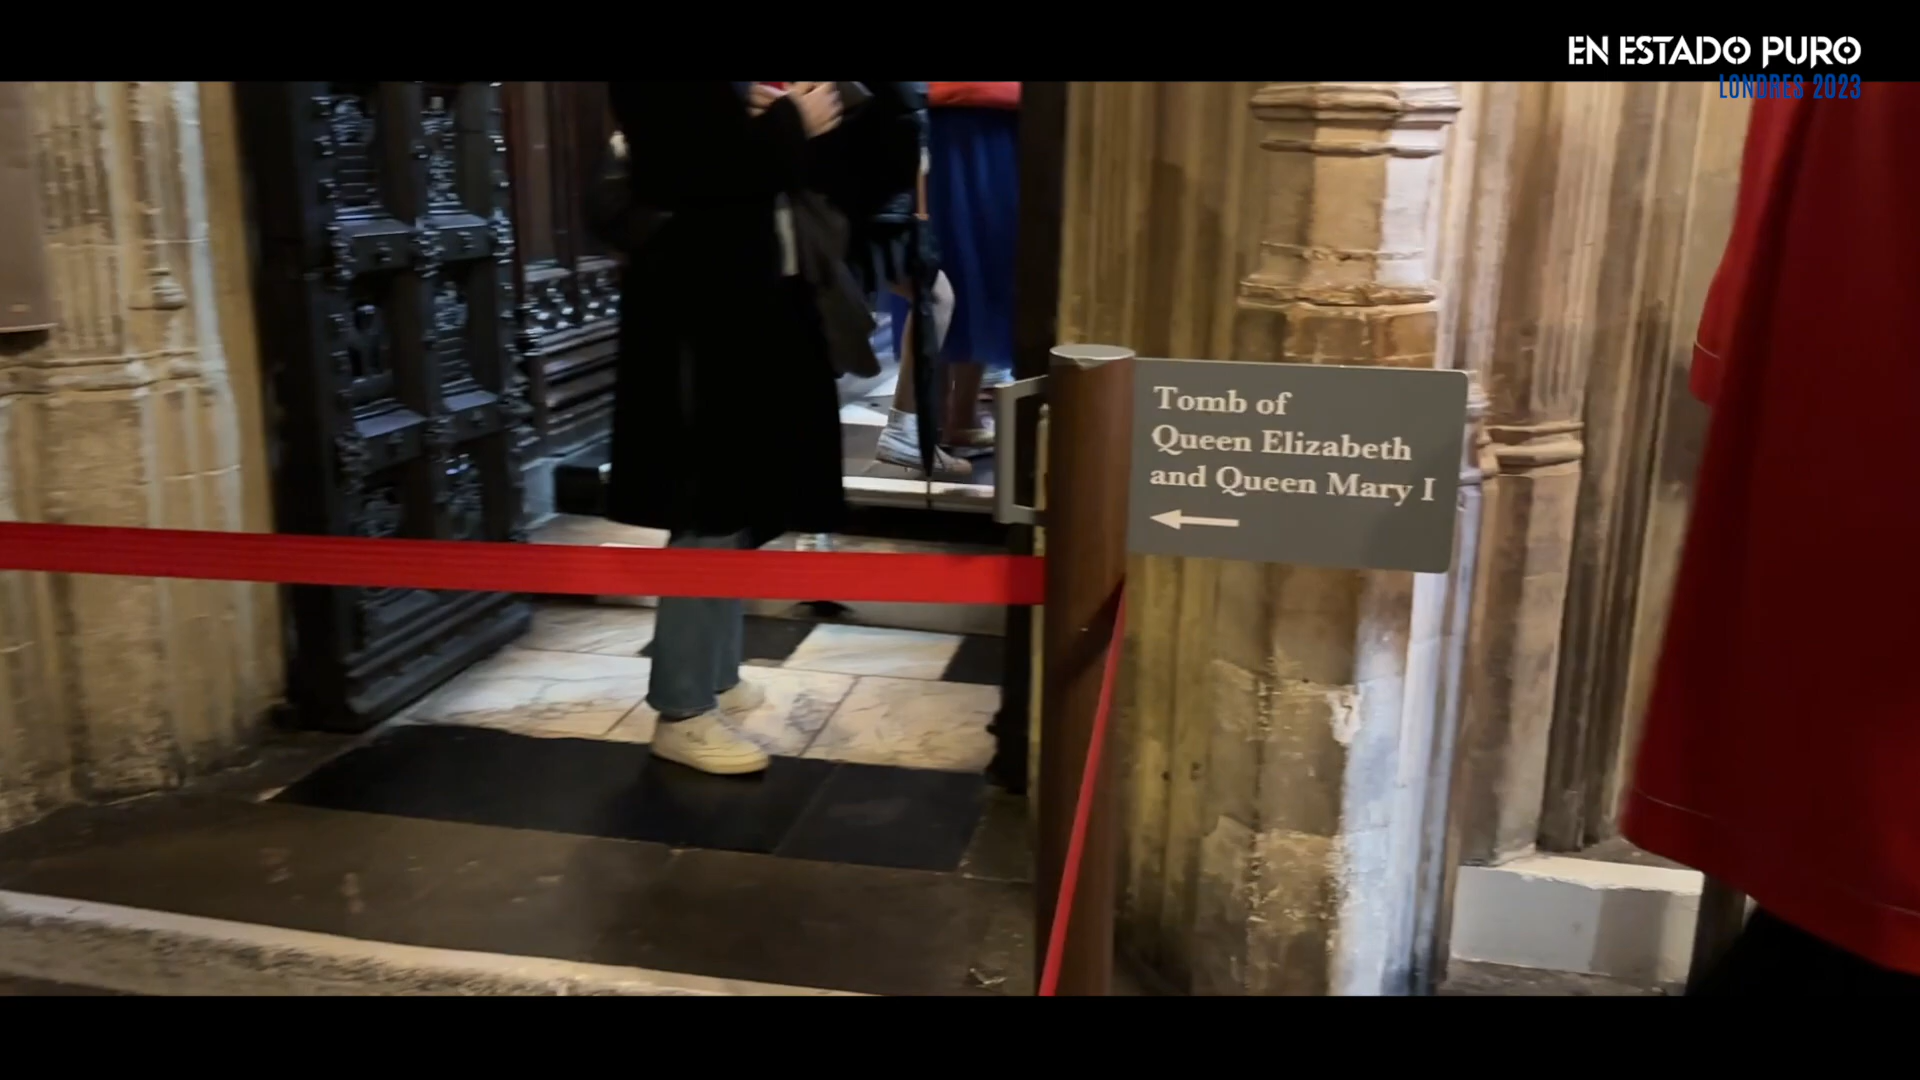 EN ESTADO PURO
LONDRES 2023
Tomb of
Queen Elizabeth
and Queen Mary I